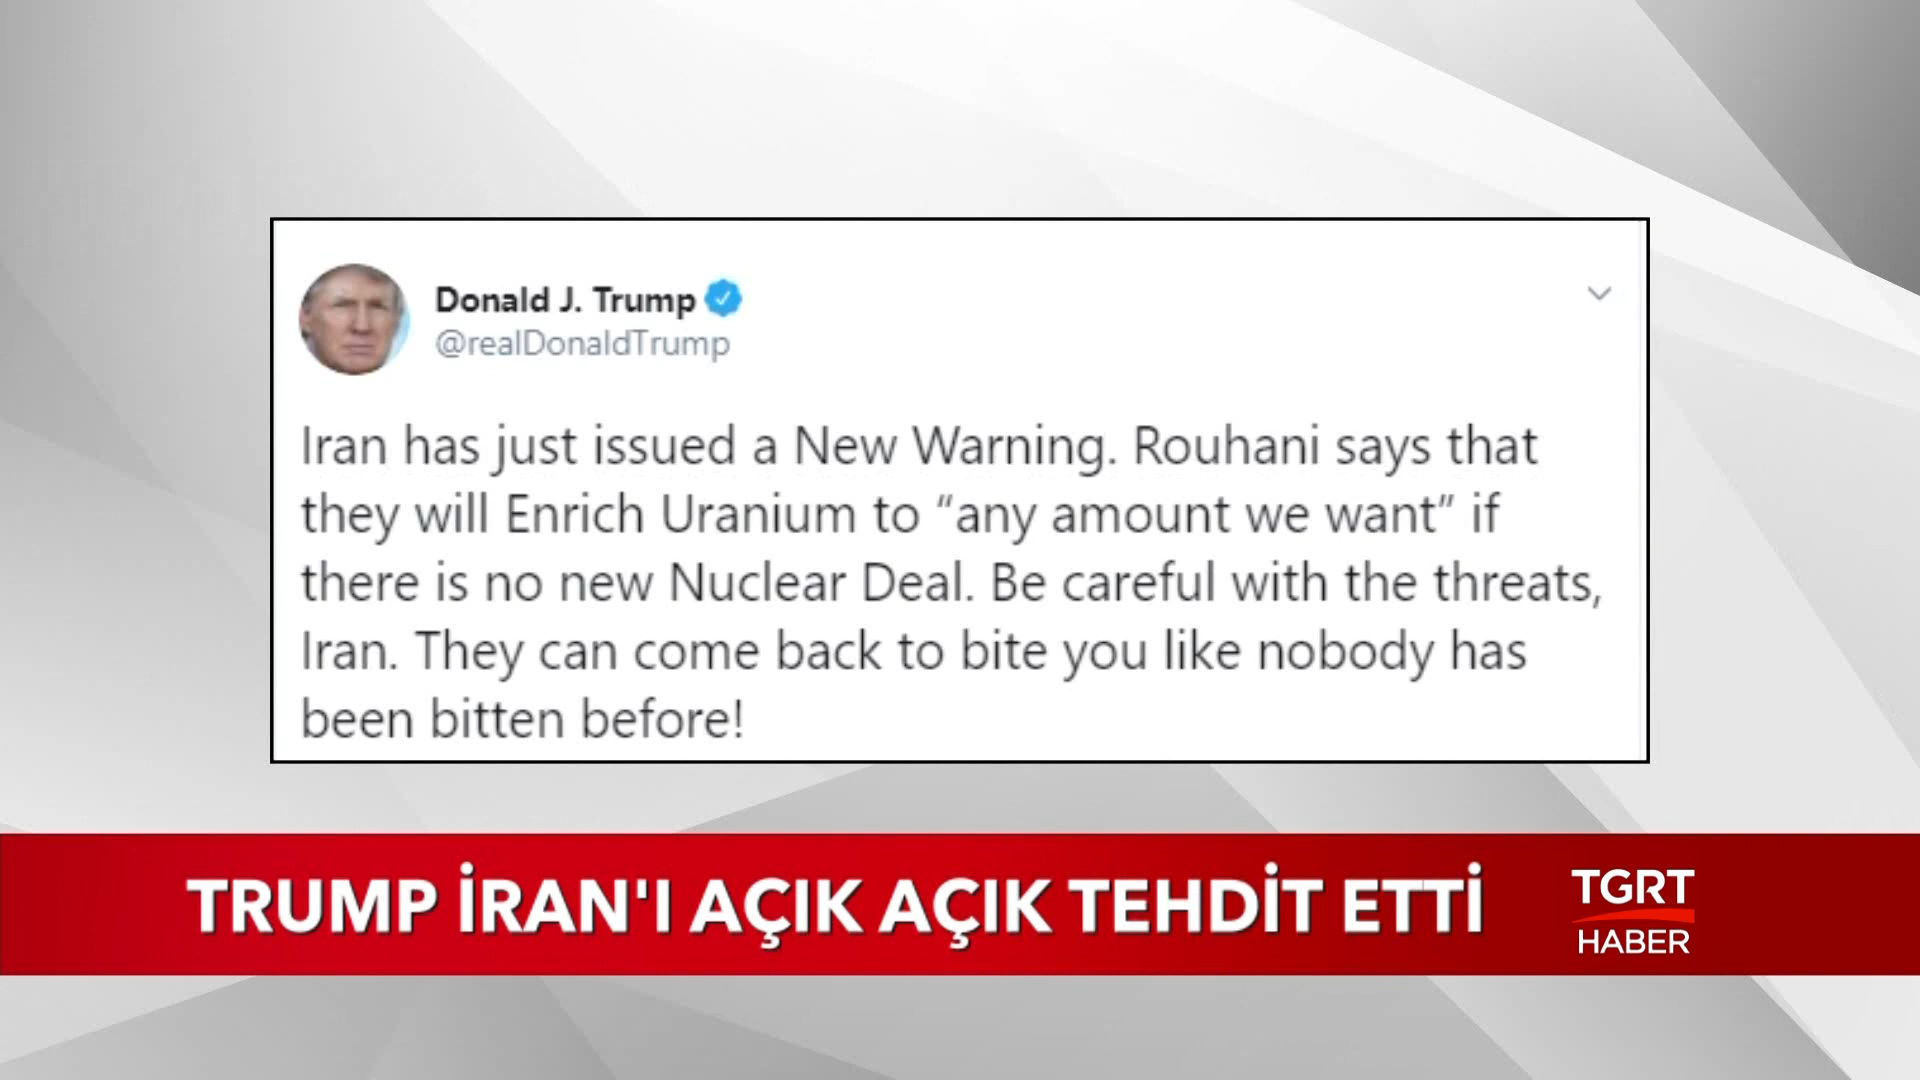 Donald J. Trump
@realDonaldTrump
Iran has just issued a New Warning. Rouhani says that
they will Enrich Uranium to “any amount we want” if
there is no new Nuclear Deal. Be careful with the threats,
Iran. They can come back to bite you like nobody has
been bitten before!
TRUMP İRAN'I AÇIK AÇIK TEHDİT ETTİ
TGRT
HABER